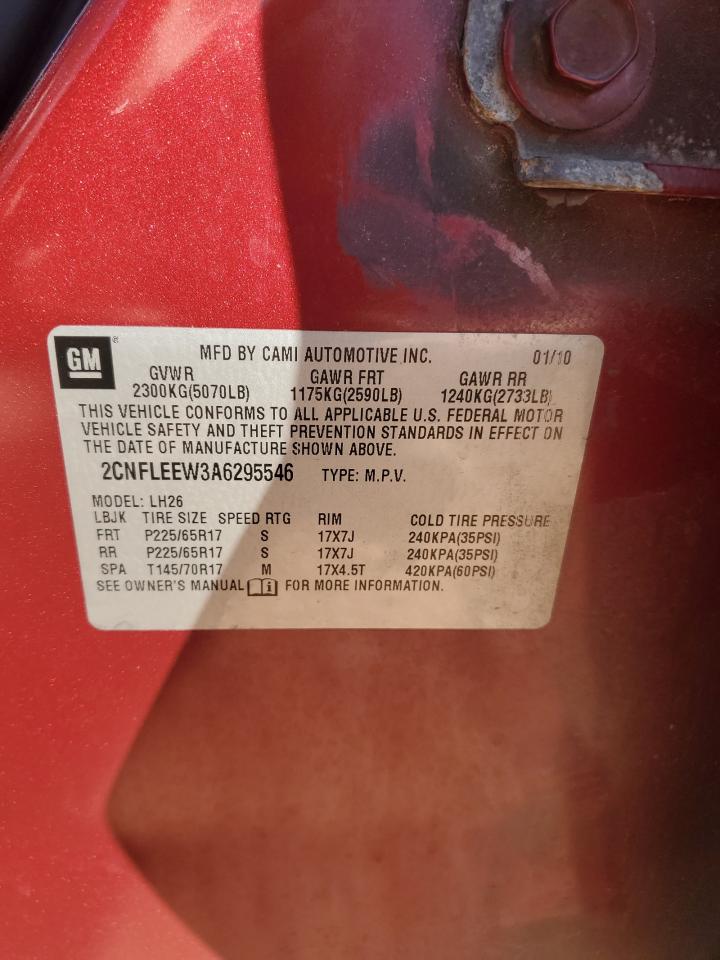 GM®
MFD BY CAMI AUTOMOTIVE INC. 01/10
GVWR GAWR FRT GAWR RR
2300KG(5070LB) 1175KG(2590LB) 1240KG(2733LB)
THIS VEHICLE CONFORMS TO ALL APPLICABLE U.S. FEDERAL MOTOR
VEHICLE SAFETY AND THEFT PREVENTION STANDARDS IN EFFECT ON
THE DATE OF MANUFACTURE SHOWN ABOVE.
2CNFLEEW3A6295546 TYPE: M.P.V.
MODEL: LH26
LBJK TIRE SIZE SPEED RTG RIM COLD TIRE PRESSURE
FRT P225/65R17 S 17X7J 240KPA(35PSI)
RR P225/65R17 S 17X7J 240KPA(35PSI)
SPA T145/70R17 M 17X4.5T 420KPA(60PSI)
SEE OWNER'S MANUAL i FOR MORE INFORMATION.